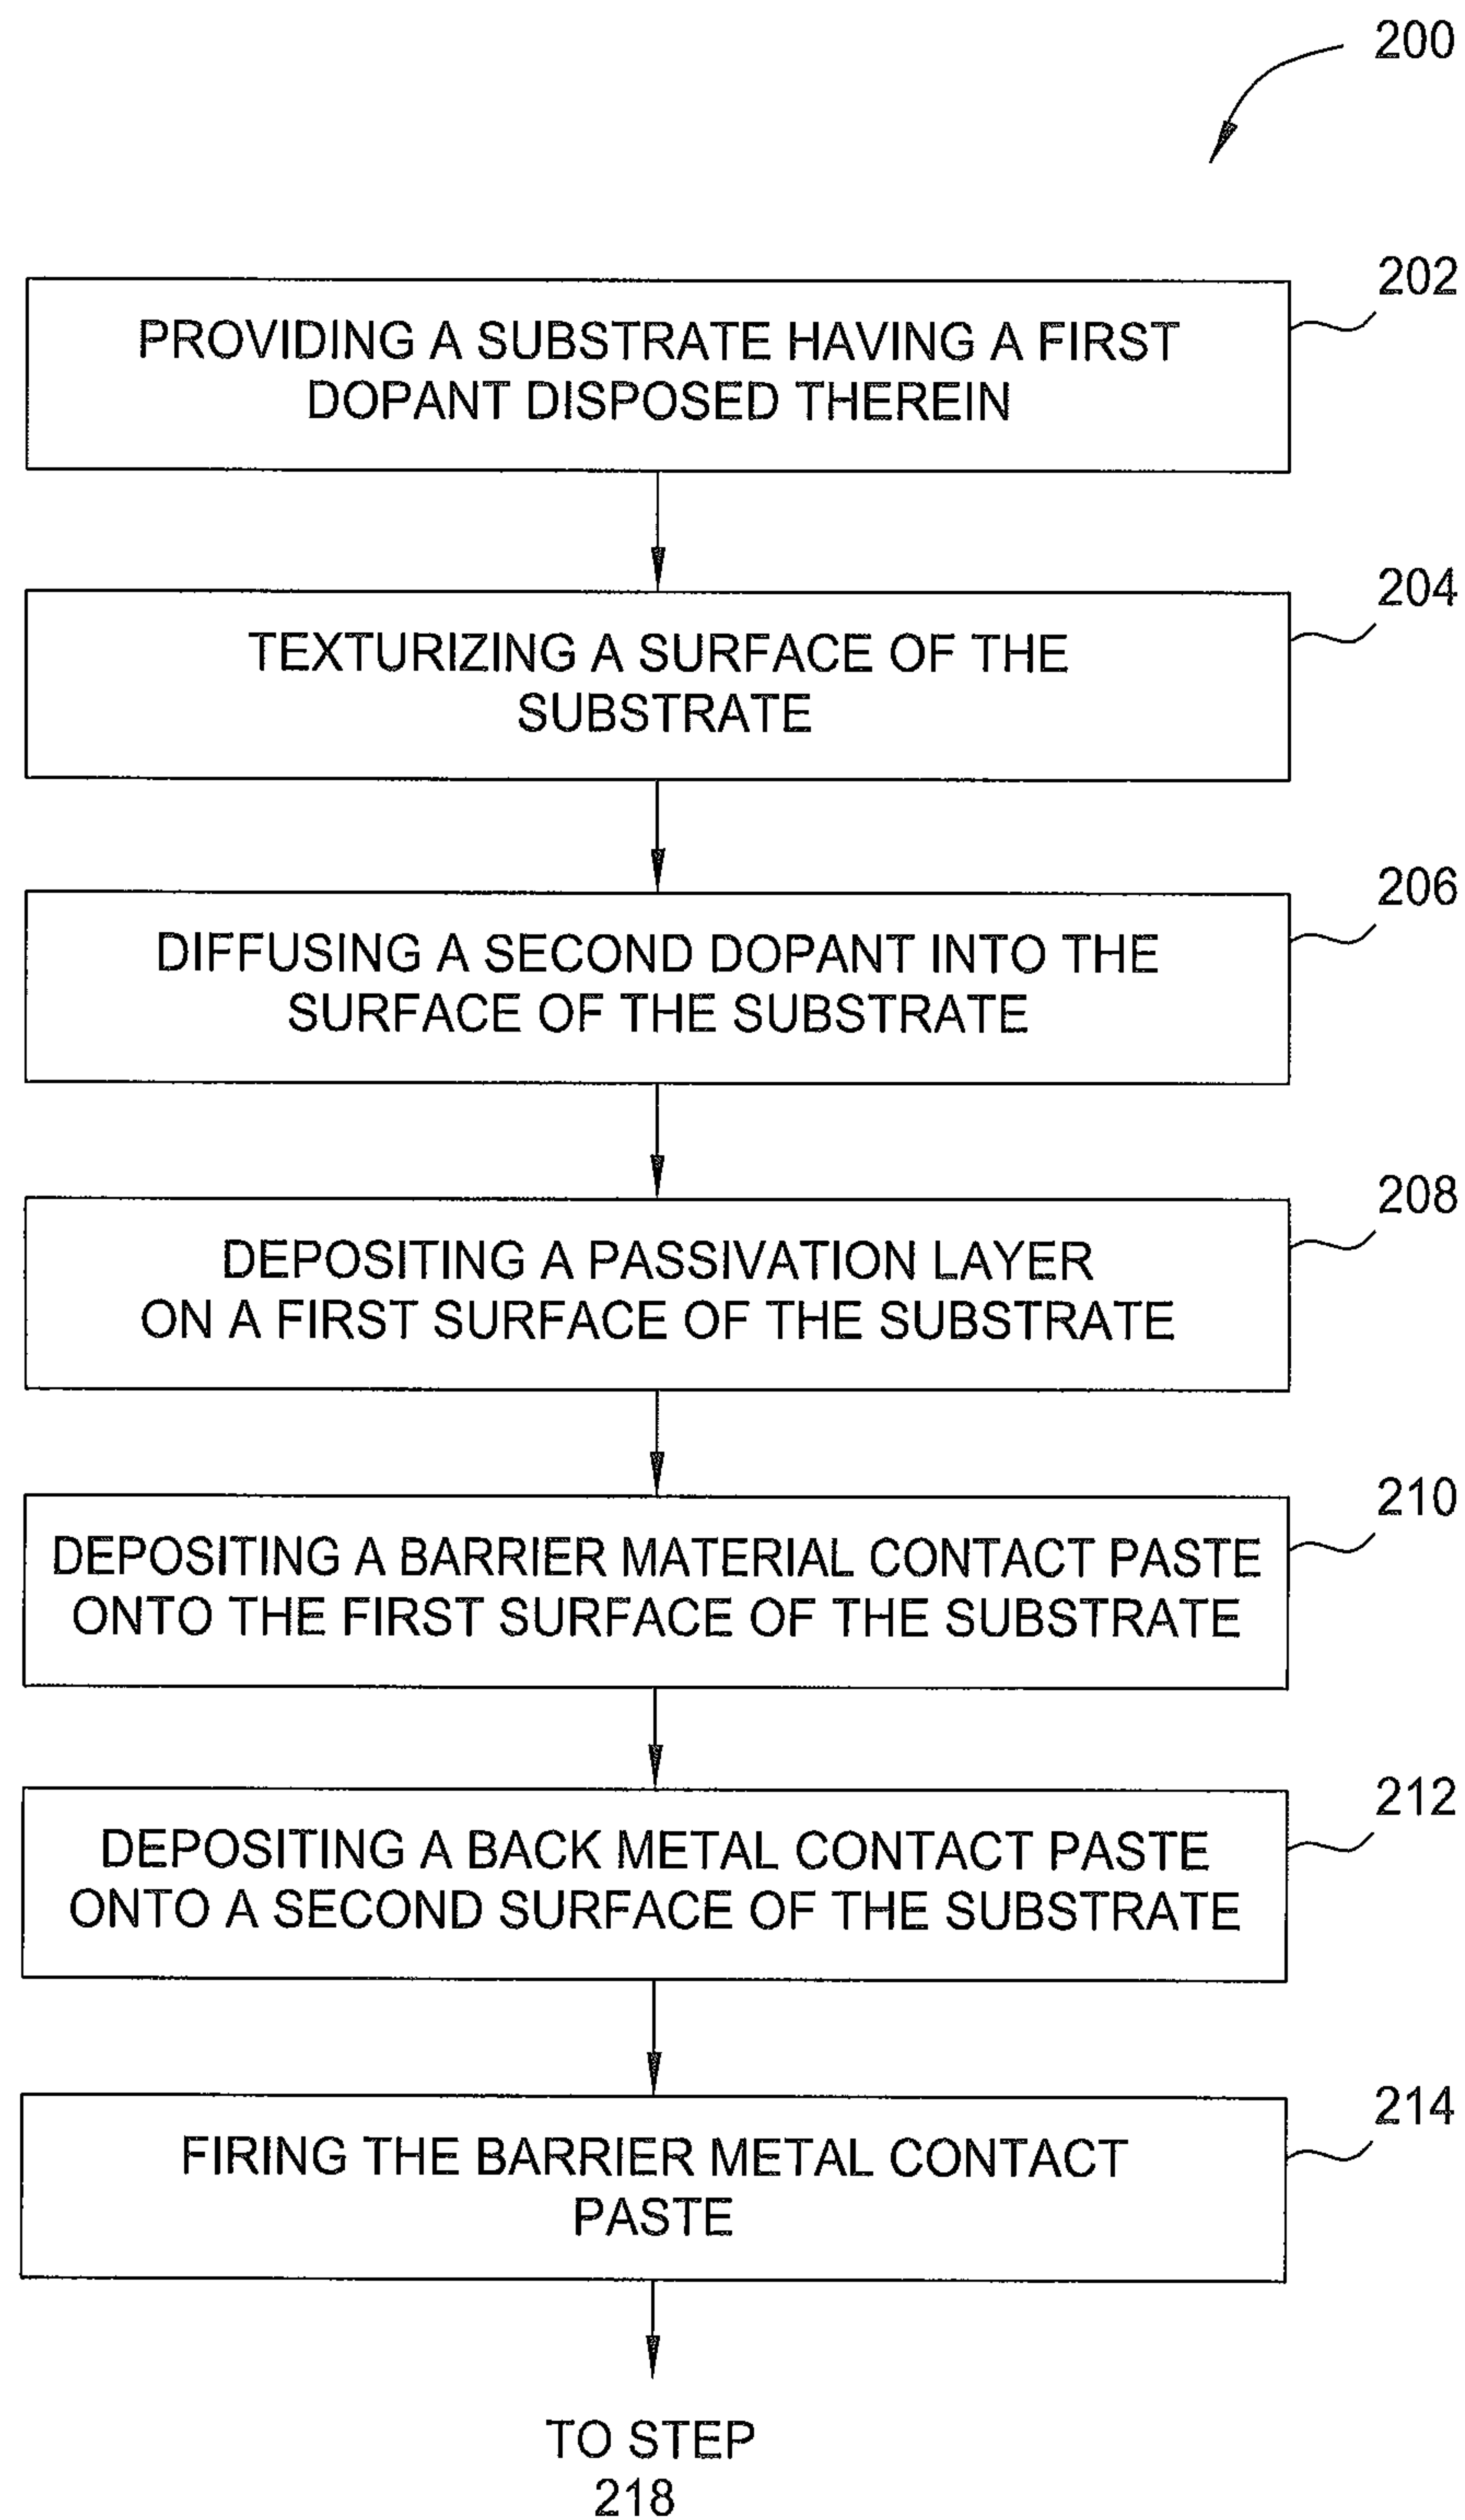 200
202
PROVIDING A SUBSTRATE HAVING A FIRST
DOPANT DISPOSED THEREIN
204
TEXTURIZING A SURFACE OF THE
SUBSTRATE
206
DIFFUSING A SECOND DOPANT INTO THE
SURFACE OF THE SUBSTRATE
208
DEPOSITING A PASSIVATION LAYER
ON A FIRST SURFACE OF THE SUBSTRATE
210
DEPOSITING A BARRIER MATERIAL CONTACT PASTE
ONTO THE FIRST SURFACE OF THE SUBSTRATE
212
DEPOSITING A BACK METAL CONTACT PASTE
ONTO A SECOND SURFACE OF THE SUBSTRATE
214
FIRING THE BARRIER METAL CONTACT
PASTE
TO STEP
218